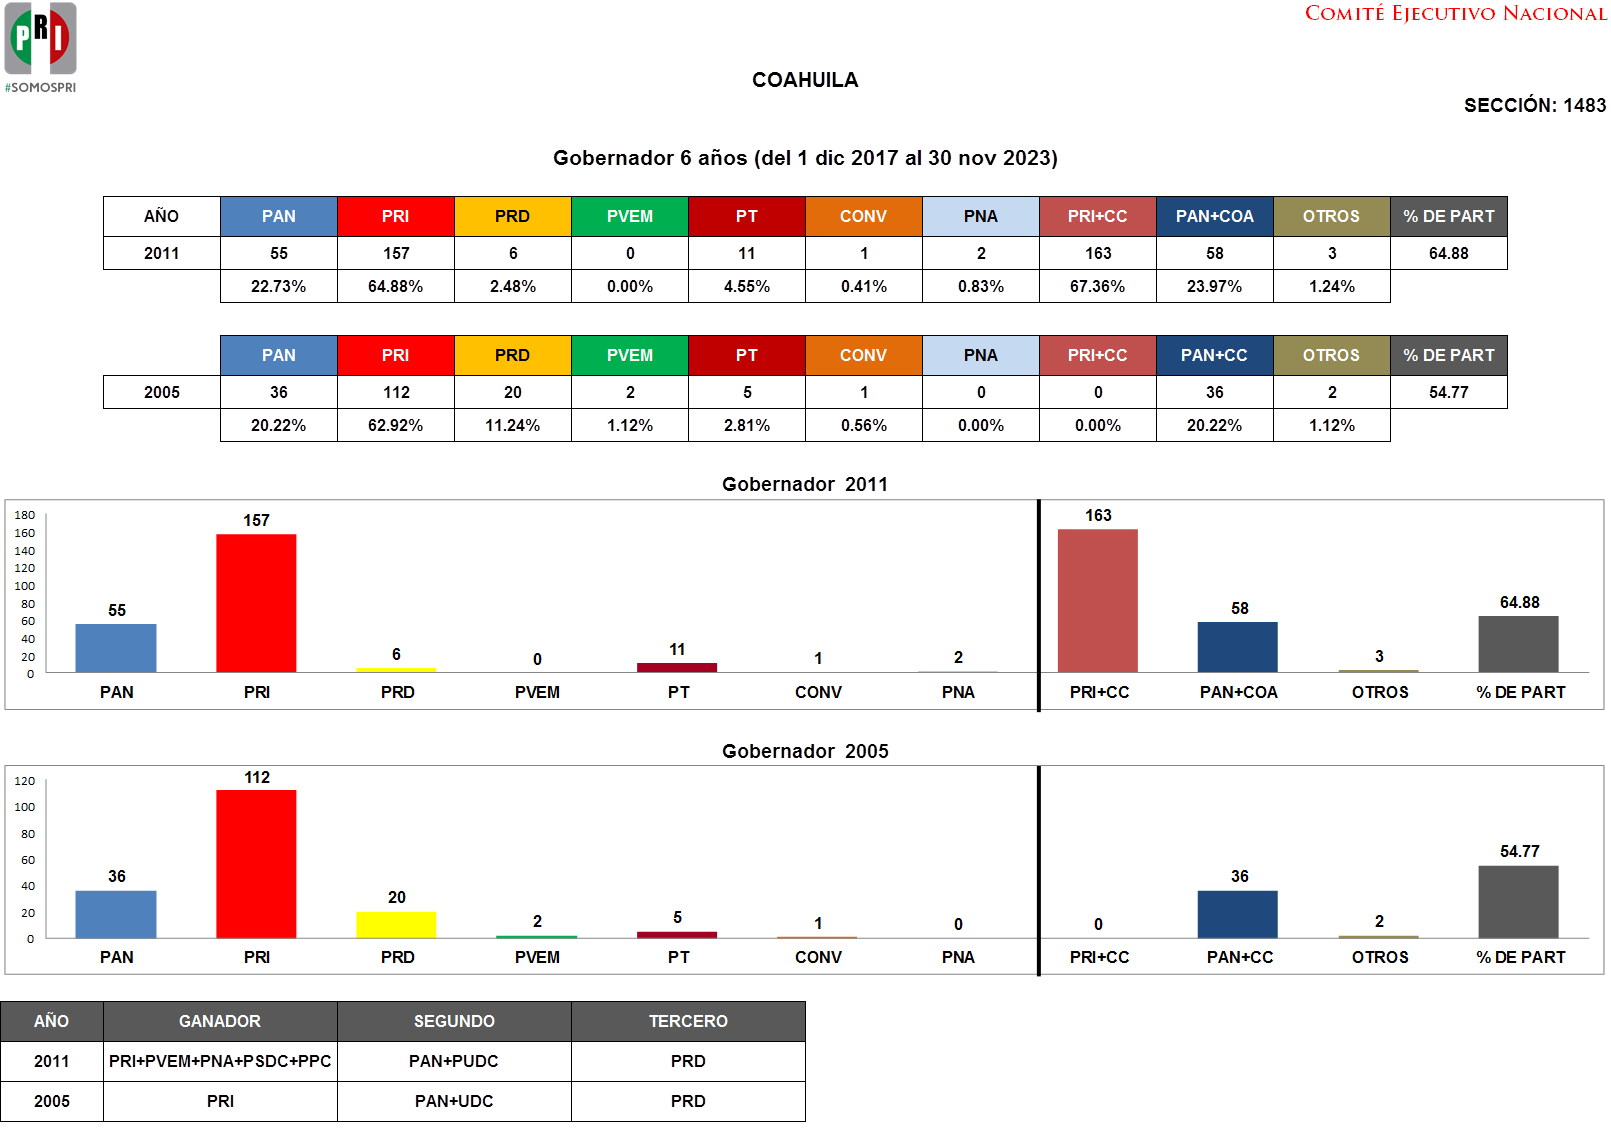 PRI
#SOMOSPRI
COMITÉ EJECUTIVO NACIONAL
COAHUILA
SECCIÓN: 1483
Gobernador 6 años (del 1 dic 2017 al 30 nov 2023)
AÑO PAN PRI PRD PVEM PT CONV PNA PRI+CC PAN+COA OTROS % DE PART
2011 55 157 6 0 11 1 2 163 58 3 64.88
22.73% 64.88% 2.48% 0.00% 4.55% 0.41% 0.83% 67.36% 23.97% 1.24%
PAN PRI PRD PVEM PT CONV PNA PRI+CC PAN+CC OTROS % DE PART
2005 36 112 20 2 5 1 0 0 36 2 54.77
20.22% 62.92% 11.24% 1.12% 2.81% 0.56% 0.00% 0.00% 20.22% 1.12%
Gobernador 2011
180
160
140
120
100
80
60
40
20
0
55 157 6 0 11 1 2 163 58 3 64.88
PAN PRI PRD PVEM PT CONV PNA PRI+CC PAN+COA OTROS % DE PART
Gobernador 2005
120
100
80
60
40
20
0
36 112 20 2 5 1 0 0 36 2 54.77
PAN PRI PRD PVEM PT CONV PNA PRI+CC PAN+CC OTROS % DE PART
AÑO GANADOR SEGUNDO TERCERO
2011 PRI+PVEM+PNA+PSDC+PPC PAN+PUDC PRD
2005 PRI PAN+UDC PRD